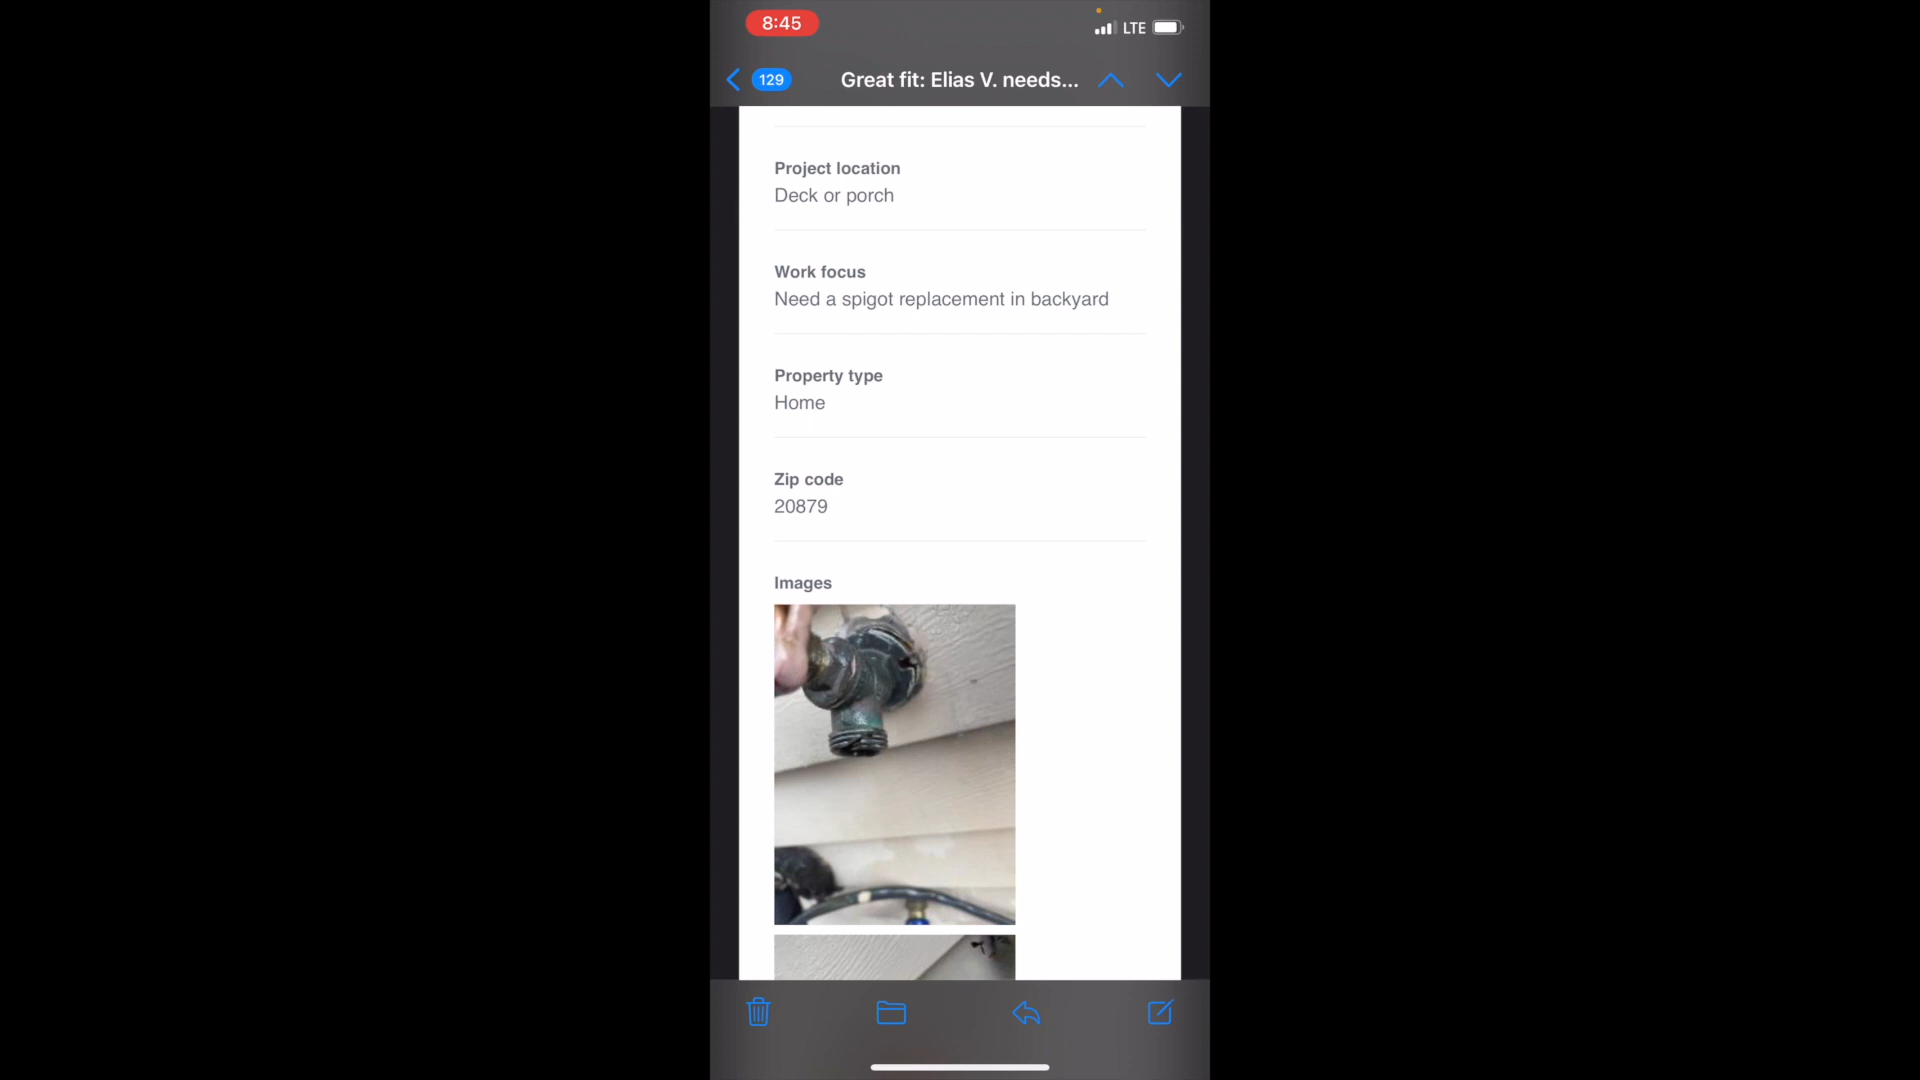 8:45
LTE
129
Great fit: Elias V. needs...
Project location
Deck or porch
Work focus
Need a spigot replacement in backyard
Property type
Home
Zip code
20879
Images